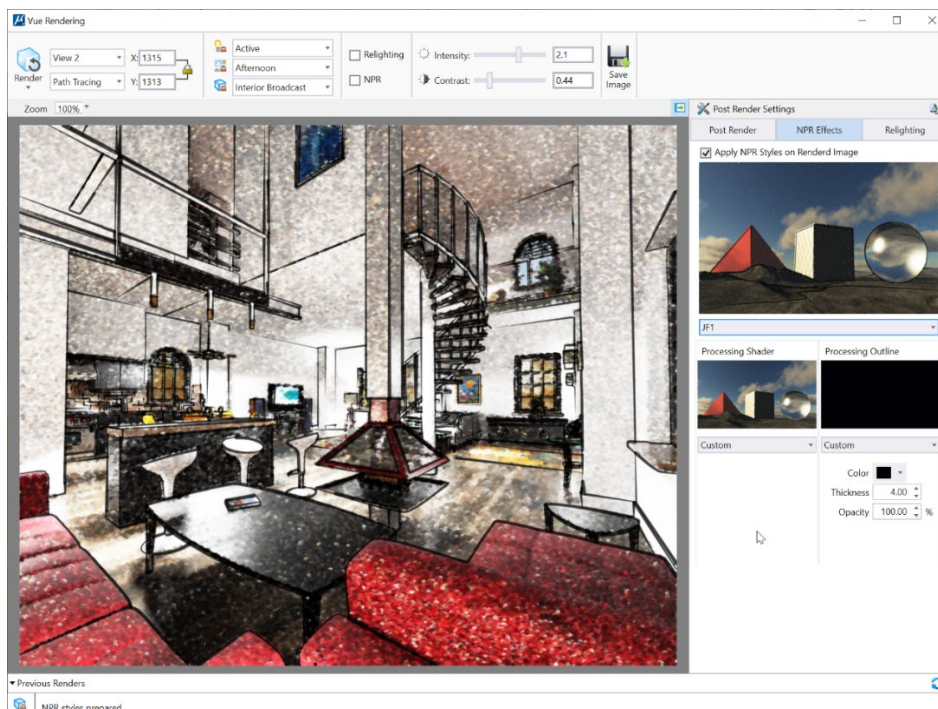 Vue Rendering
Render
View 2
X: 1315
Path Tracing
Y: 1313
Active
Afternoon
Interior Broadcast
Relighting
NPR
Intensity: 2.1
Contrast: 0.44
Save Image
Zoom 100%
Post Render Settings
Post Render NPR Effects Relighting
Apply NPR Styles on Renderd Image
JF1
Processing Shader Processing Outline
Custom Custom
Color
Thickness 4.00
Opacity 100.00 %
Previous Renders
NPR styles prepared